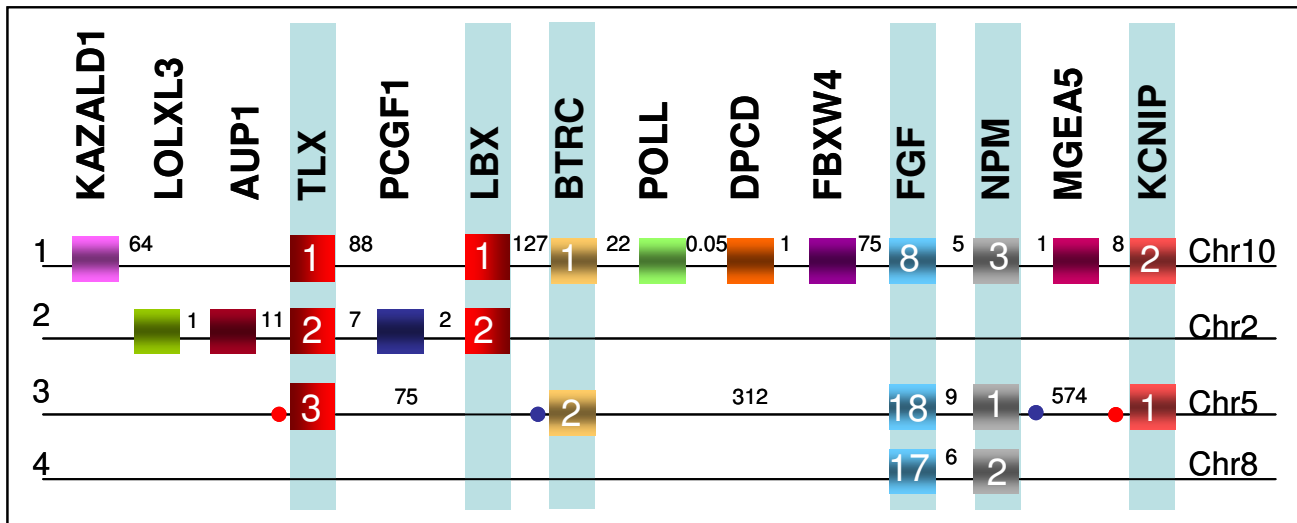 KAZALD1 LOLXL3 AUP1 TLX PCGF1 LBX BTRC POLL DPCD FBXW4 FGF NPM MGEA5 KCNIP
1 64 1 88 1 127 1 22 0.05 1 75 8 5 3 1 8 2 Chr10
2 1 11 2 7 2 2 Chr2
3 3 75 2 312 18 9 1 574 1 Chr5
4 17 6 2 Chr8